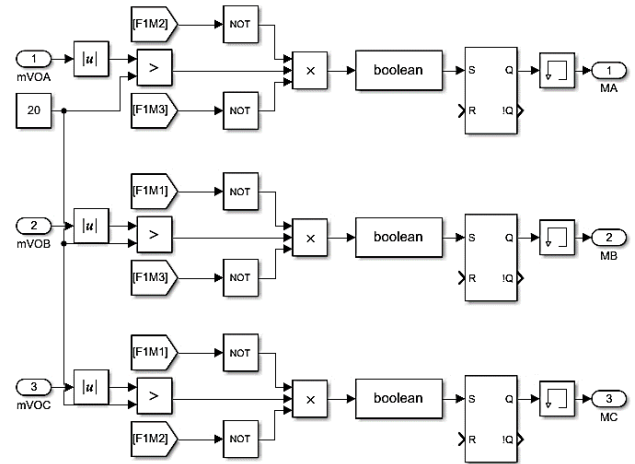 [F1M2]
NOT
1
|u|
>
×
boolean
S
Q
1
mVOA
MA
20
[F1M3]
NOT
R
!Q
[F1M1]
NOT
2
|u|
>
×
boolean
S
Q
2
mVOB
MB
[F1M3]
NOT
R
!Q
[F1M1]
NOT
3
|u|
>
×
boolean
S
Q
3
mVOC
MC
[F1M2]
NOT
R
!Q